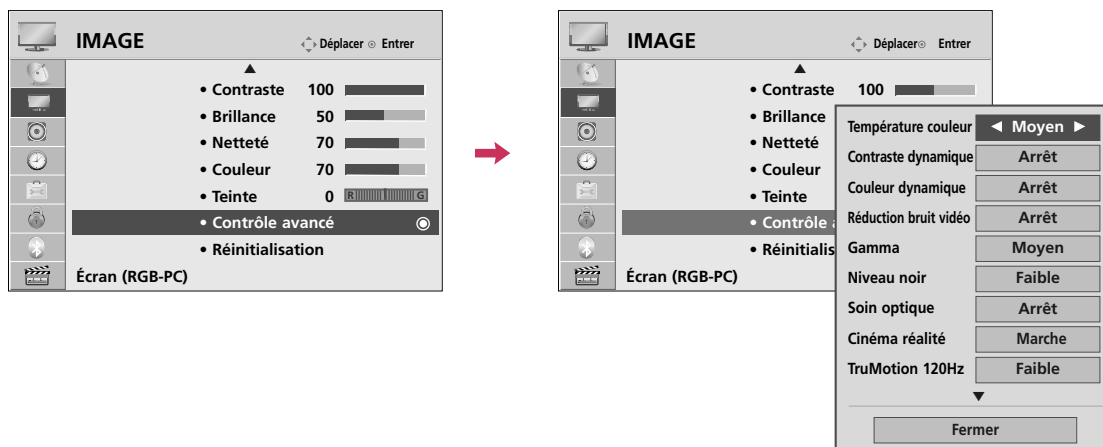 IMAGE
Déplacer
Entrer
• Contraste 100
• Brillance 50
• Netteté 70
• Couleur 70
• Teinte 0 R G
• Contrôle avancé
• Réinitialisation
Écran (RGB-PC)
IMAGE
Déplacer
Entrer
• Contraste 100
• Brillance
• Netteté
• Couleur
• Teinte
• Contrôle a
• Réinitialis
Écran (RGB-PC)
Température couleur Moyen
Contraste dynamique Arrêt
Couleur dynamique Arrêt
Réduction bruit vidéo Arrêt
Gamma Moyen
Niveau noir Faible
Soin optique Arrêt
Cinéma réalité Marche
TruMotion 120Hz Faible
Fermer